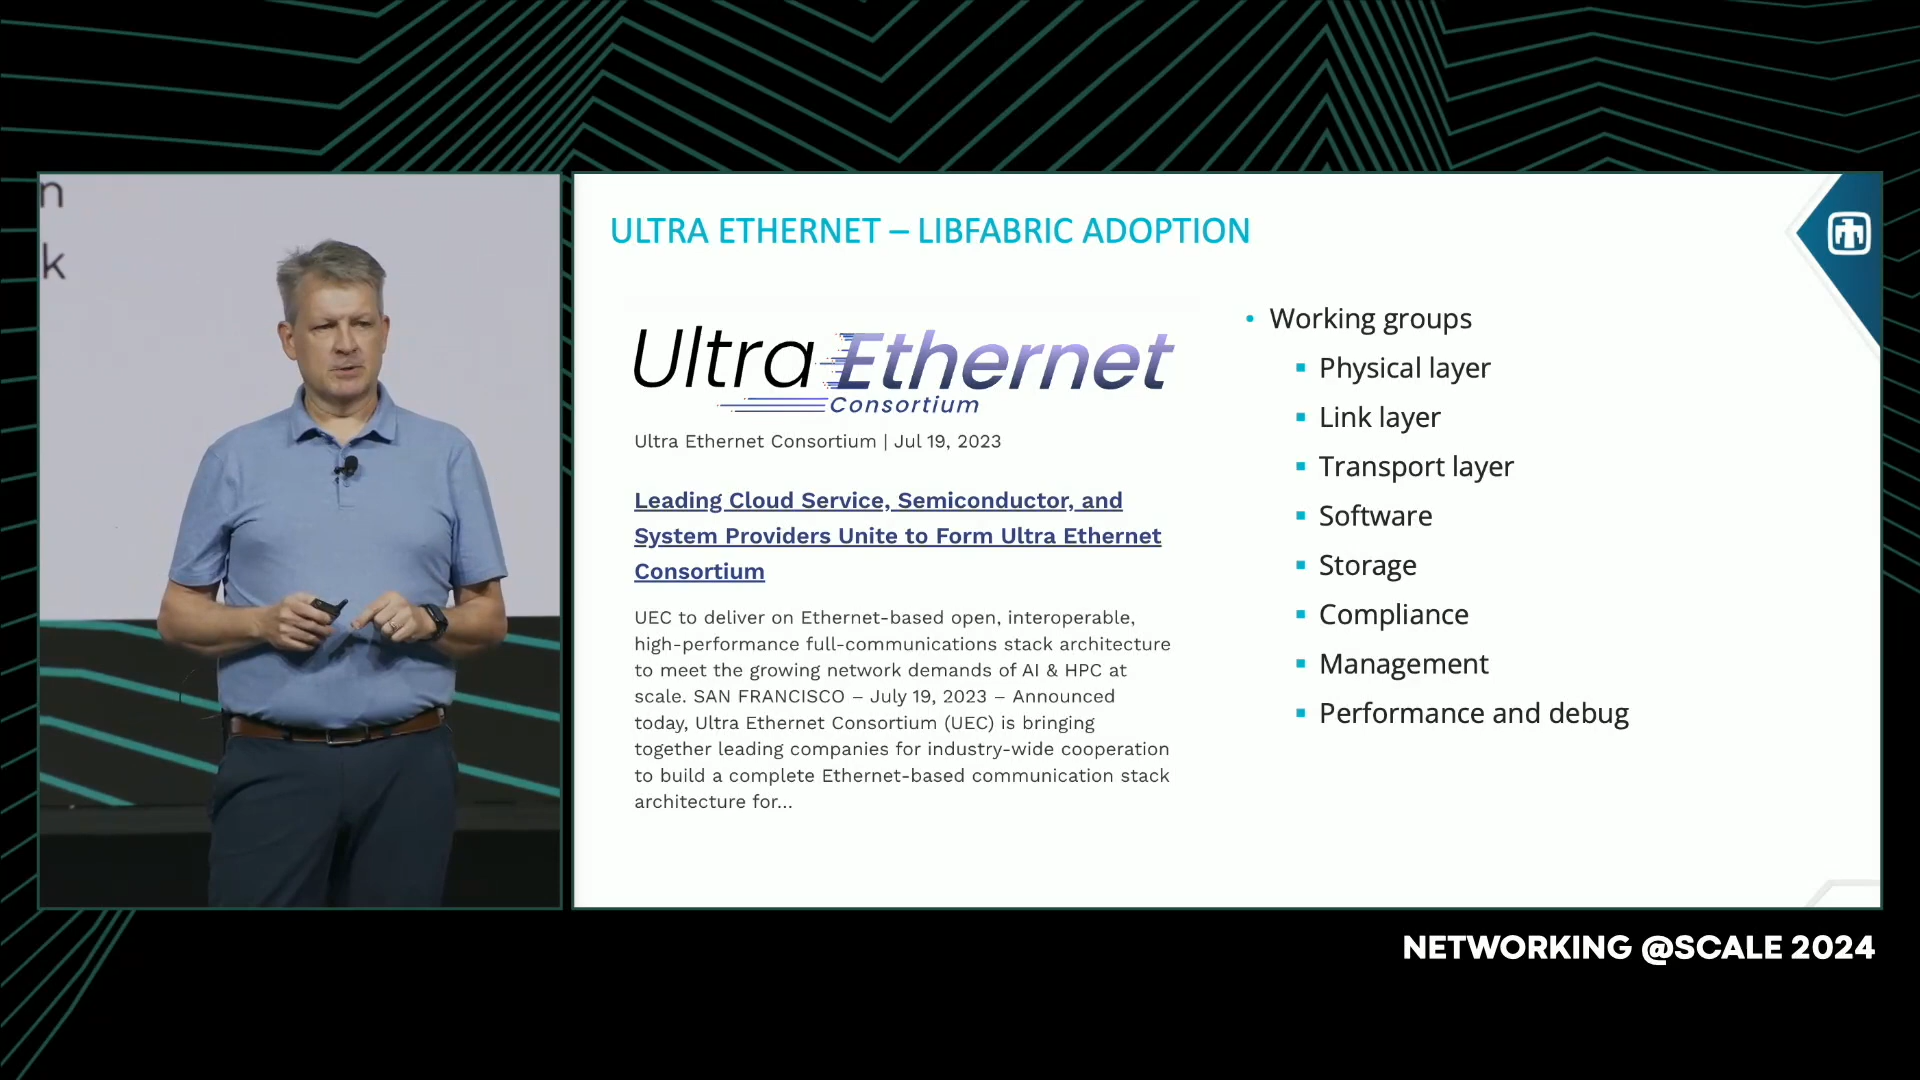 n
k
ULTRA ETHERNET – LIBFABRIC ADOPTION
Ultra Ethernet
Consortium
Ultra Ethernet Consortium | Jul 19, 2023
Leading Cloud Service, Semiconductor, and
System Providers Unite to Form Ultra Ethernet
Consortium
UEC to deliver on Ethernet-based open, interoperable,
high-performance full-communications stack architecture
to meet the growing network demands of AI & HPC at
scale. SAN FRANCISCO – July 19, 2023 – Announced
today, Ultra Ethernet Consortium (UEC) is bringing
together leading companies for industry-wide cooperation
to build a complete Ethernet-based communication stack
architecture for...
• Working groups
▪ Physical layer
▪ Link layer
▪ Transport layer
▪ Software
▪ Storage
▪ Compliance
▪ Management
▪ Performance and debug
NETWORKING @SCALE 2024